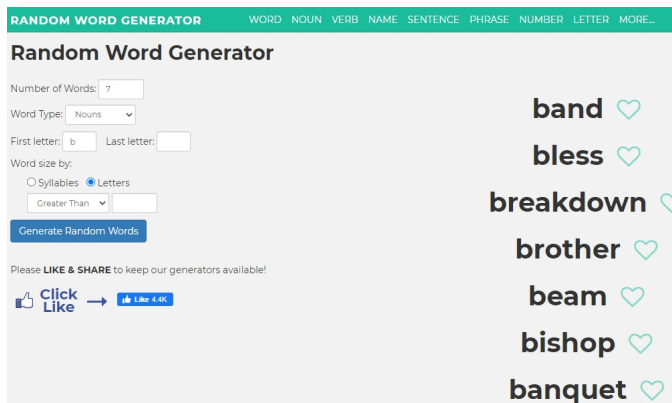 RANDOM WORD GENERATOR WORD NOUN VERB NAME SENTENCE PHRASE NUMBER LETTER MORE...
Random Word Generator
Number of Words: 7
Word Type: Nouns
First letter: b Last letter:
Word size by:
Syllables Letters
Greater Than
Generate Random Words
Please LIKE & SHARE to keep our generators available!
Click
Like
Like 4.4K
band
bless
breakdown
brother
beam
bishop
banquet